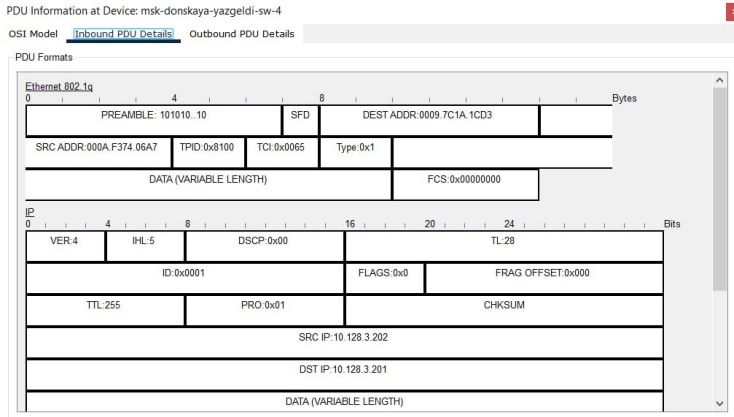 PDU Information at Device: msk-donskaya-yazgeldi-sw-4
OSI Model Inbound PDU Details Outbound PDU Details
PDU Formats
Ethernet 802.1q
0 4 8 Bytes
PREAMBLE: 101010..10 SFD DEST ADDR:0009.7C1A.1CD3
SRC ADDR:000A.F374.06A7 TPID:0x8100 TCI:0x0065 Type:0x1
DATA (VARIABLE LENGTH) FCS:0x00000000
IP
0 4 8 16 20 24 Bits
VER:4 IHL:5 DSCP:0x00 TL:28
ID:0x0001 FLAGS:0x0 FRAG OFFSET:0x000
TTL:255 PRO:0x01 CHKSUM
SRC IP:10.128.3.202
DST IP:10.128.3.201
DATA (VARIABLE LENGTH)